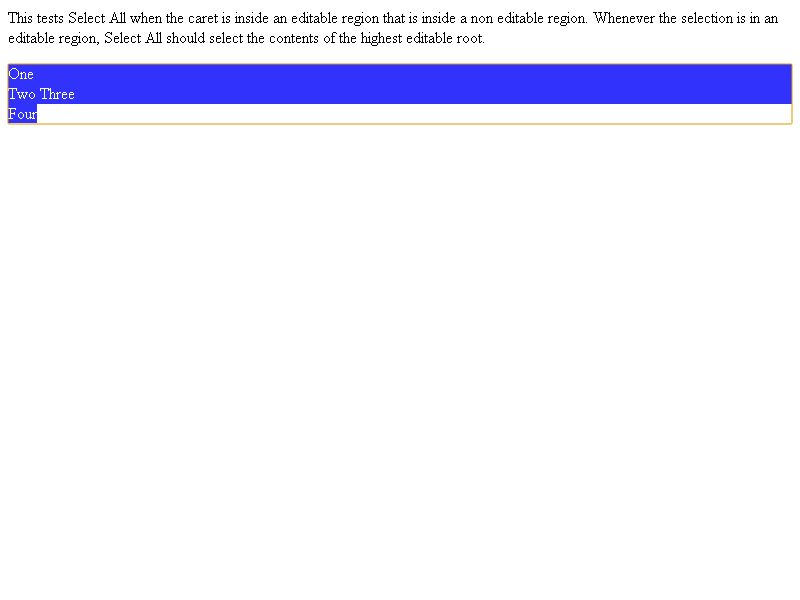 This tests Select All when the caret is inside an editable region that is inside a non editable region. Whenever the selection is in an
editable region, Select All should select the contents of the highest editable root.
One
Two Three
Four